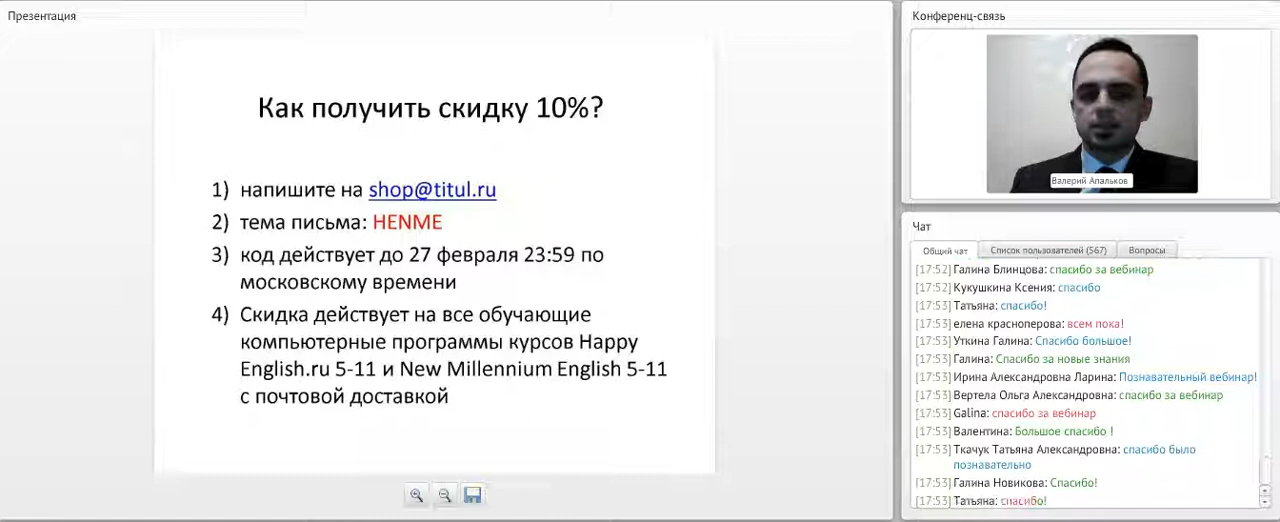 Презентация
Как получить скидку 10%?
1) напишите на shop@titul.ru
2) тема письма: HENME
3) код действует до 27 февраля 23:59 по
московскому времени
4) Скидка действует на все обучающие
компьютерные программы курсов Happy
English.ru 5-11 и New Millennium English 5-11
с почтовой доставкой
Конференц-связь
Валерий Апальков
Чат
Общий чат Список пользователей (567) Вопросы
[17:52] Галина Блинцова: спасибо за вебинар
[17:52] Кукушкина Ксения: спасибо
[17:53] Татьяна: спасибо!
[17:53] елена красноперова: всем пока!
[17:53] Уткина Галина: Спасибо большое!
[17:53] Галина: Спасибо за новые знания
[17:53] Ирина Александровна Ларина: Познавательный вебинар!
[17:53] Вертела Ольга Александровна: спасибо за вебинар
[17:53] Galina: спасибо за вебинар
[17:53] Валентина: Большое спасибо !
[17:53] Ткачук Татьяна Александровна: спасибо было
познавательно
[17:53] Галина Новикова: Спасибо!
[17:53] Татьяна: спасибо!